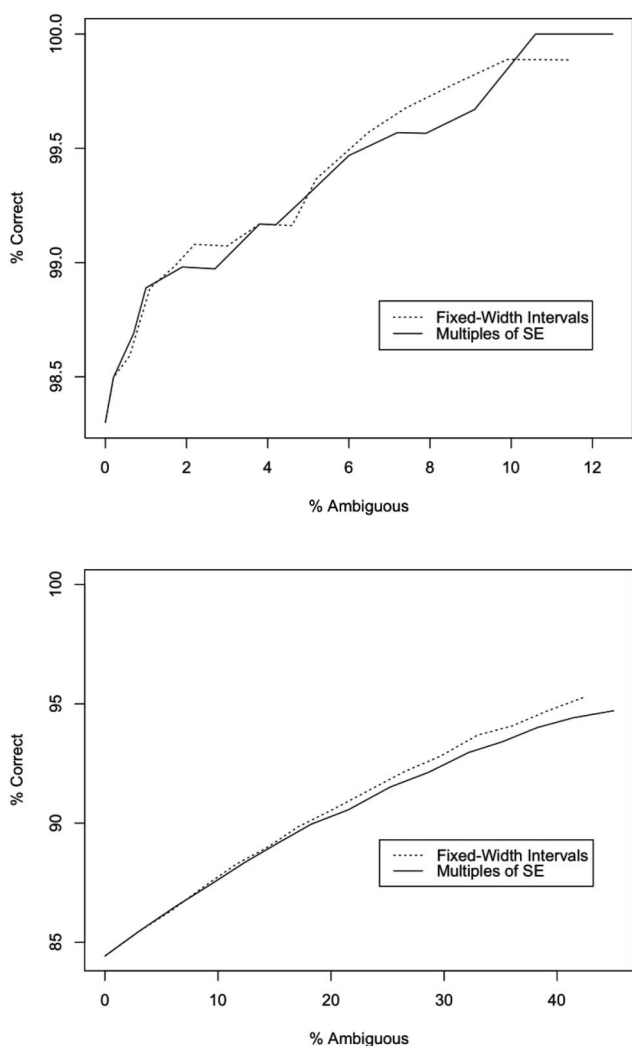 100.0
99.5
99.0
98.5
% Correct
Fixed-Width Intervals
Multiples of SE
0 2 4 6 8 10 12
% Ambiguous
100
95
90
85
% Correct
Fixed-Width Intervals
Multiples of SE
0 10 20 30 40
% Ambiguous